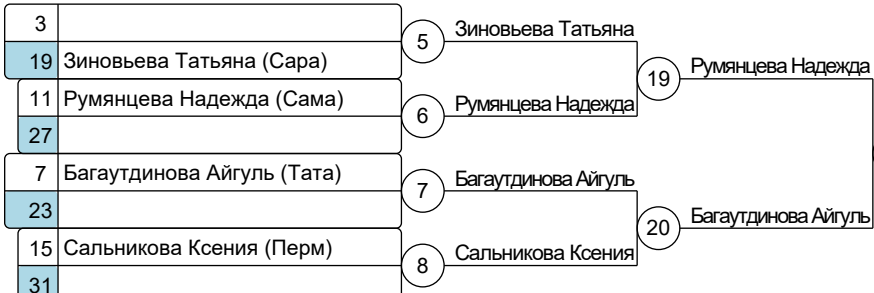 3
19 Зиновьева Татьяна (Сара)
5 Зиновьева Татьяна
11 Румянцева Надежда (Сама)
27
6 Румянцева Надежда
19 Румянцева Надежда
7 Багаутдинова Айгуль (Тата)
23
7 Багаутдинова Айгуль
15 Сальникова Ксения (Перм)
31
8 Сальникова Ксения
20 Багаутдинова Айгуль